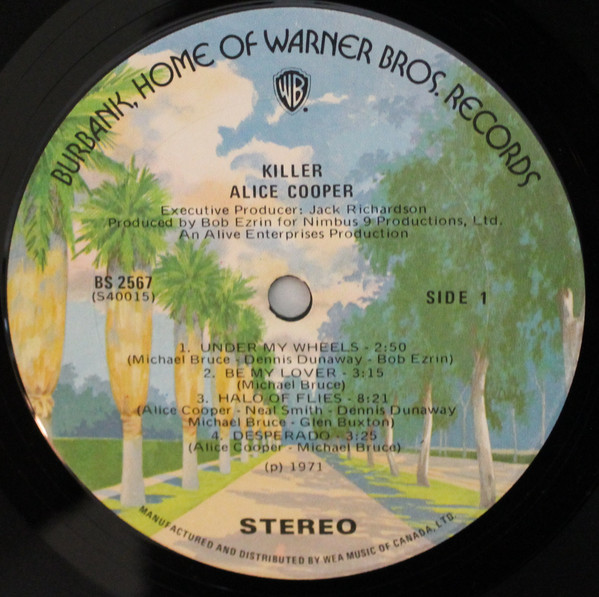 BURBANK, HOME OF WARNER BROS. RECORDS
WB
KILLER
ALICE COOPER
Executive Producer: Jack Richardson
Produced by Bob Ezrin for Nimbus 9 Productions, Ltd.
An Alive Enterprises Production
BS 2567
(S40015)
SIDE 1
1. UNDER MY WHEELS - 2:50
(Michael Bruce - Dennis Dunaway - Bob Ezrin)
2. BE MY LOVER - 3:15
(Michael Bruce)
3. HALO OF FLIES - 8:21
(Alice Cooper - Neal Smith - Dennis Dunaway
Michael Bruce - Glen Buxton)
4. DESPERADO - 3:25
(Alice Cooper - Michael Bruce)
(p) 1971
STEREO
MANUFACTURED AND DISTRIBUTED BY WEA MUSIC OF CANADA, LTD.